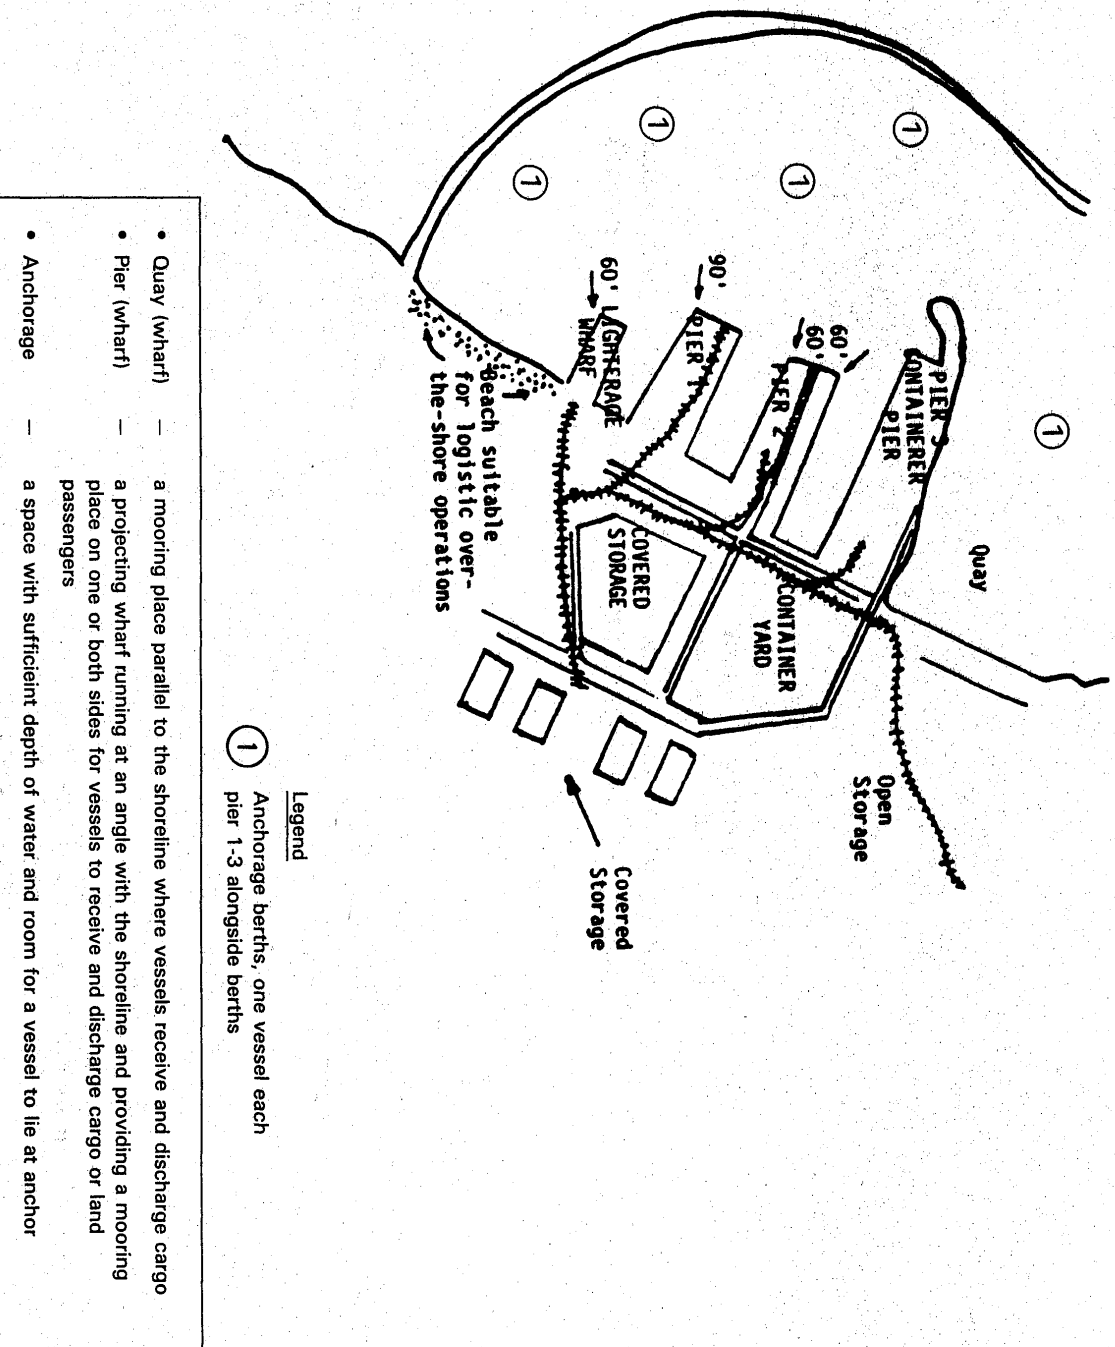 Quay
Open
Storage
PIER 3
CONTAINERER
PIER
CONTAINER
YARD
60'
60'
PIER 2
90'
PIER 1
COVERED
STORAGE
60'
LIGHTERAGE
WHARF
Covered
Storage
Beach suitable
for logistic over-
the-shore operations
1
1
1
1
1
Legend
1
Anchorage berths, one vessel each
pier 1-3 alongside berths
• Quay (wharf) — a mooring place parallel to the shoreline where vessels receive and discharge cargo
• Pier (wharf) — a projecting wharf running at an angle with the shoreline and providing a mooring
place on one or both sides for vessels to receive and discharge cargo or land
passengers
• Anchorage — a space with sufficieint depth of water and room for a vessel to lie at anchor